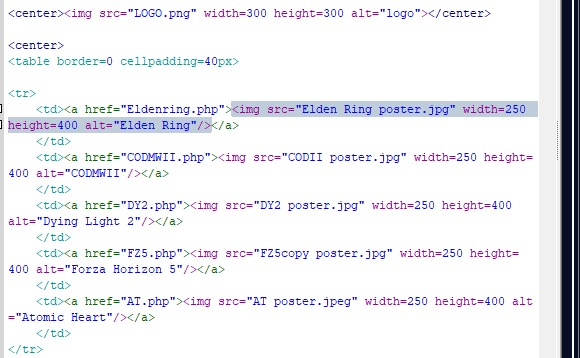 <center><img src="LOGO.png" width=300 height=300 alt="logo"></center>
<center>
<table border=0 cellpadding=40px>
<tr>
<td><a href="Eldenring.php"><img src="Elden Ring poster.jpg" width=250
height=400 alt="Elden Ring"/></a>
</td>
<td><a href="CODMWII.php"><img src="CODII poster.jpg" width=250 height=
400 alt="CODMWII"/></a>
</td>
<td><a href="DY2.php"><img src="DY2 poster.jpg" width=250 height=400
alt="Dying Light 2"/></a>
</td>
<td><a href="FZ5.php"><img src="FZ5copy poster.jpg" width=250 height=
400 alt="Forza Horizon 5"/></a>
</td>
<td><a href="AT.php"><img src="AT poster.jpeg" width=250 height=400 alt
="Atomic Heart"/></a>
</td>
</tr>